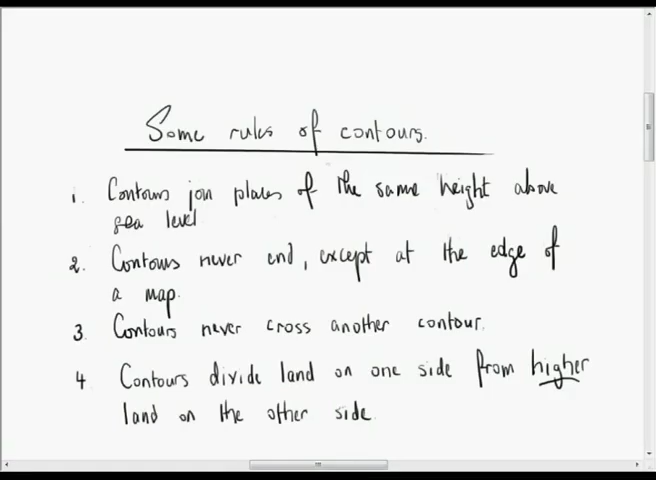 Some rules of contours.
1. Contours join places of the same height above
sea level.
2. Contours never end, except at the edge of
a map.
3 Contours never cross another contour.
4 Contours divide land on one side from higher
land on the other side.